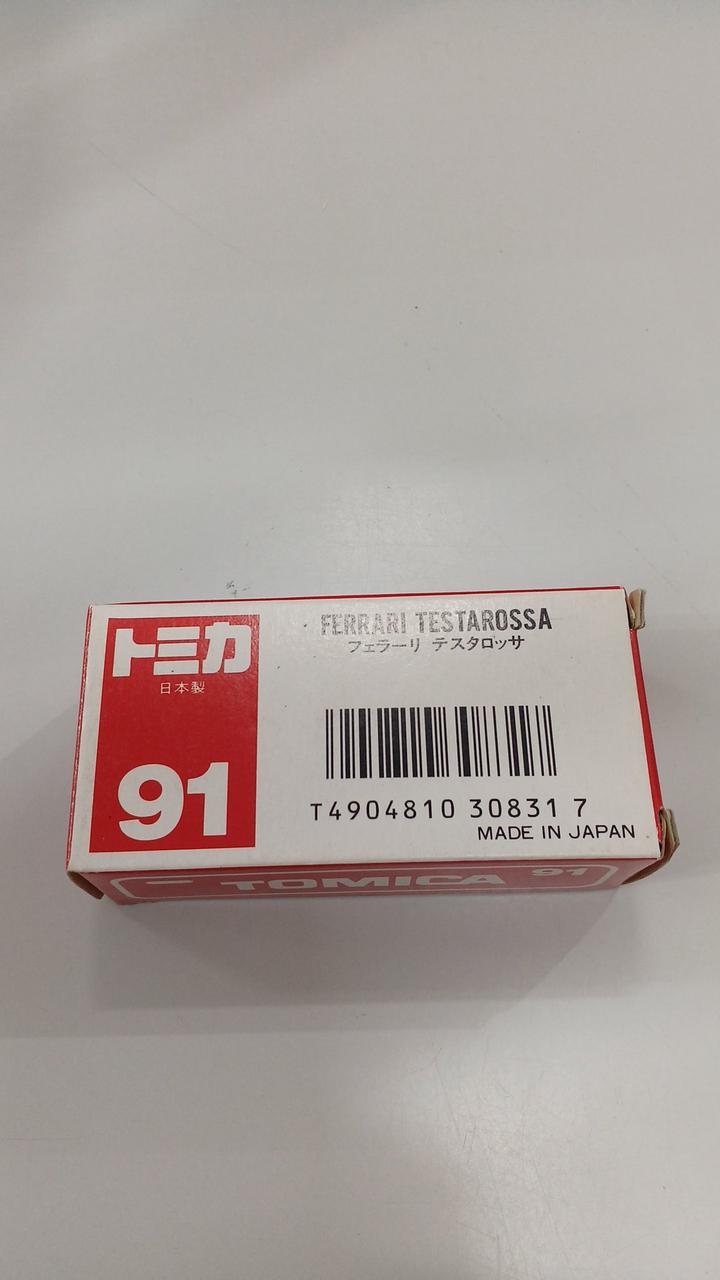 トミカ
日本製
91
FERRARI TESTAROSSA
フェラーリ テスタロッサ
T4904810 30831 7
MADE IN JAPAN
TOMICA 91